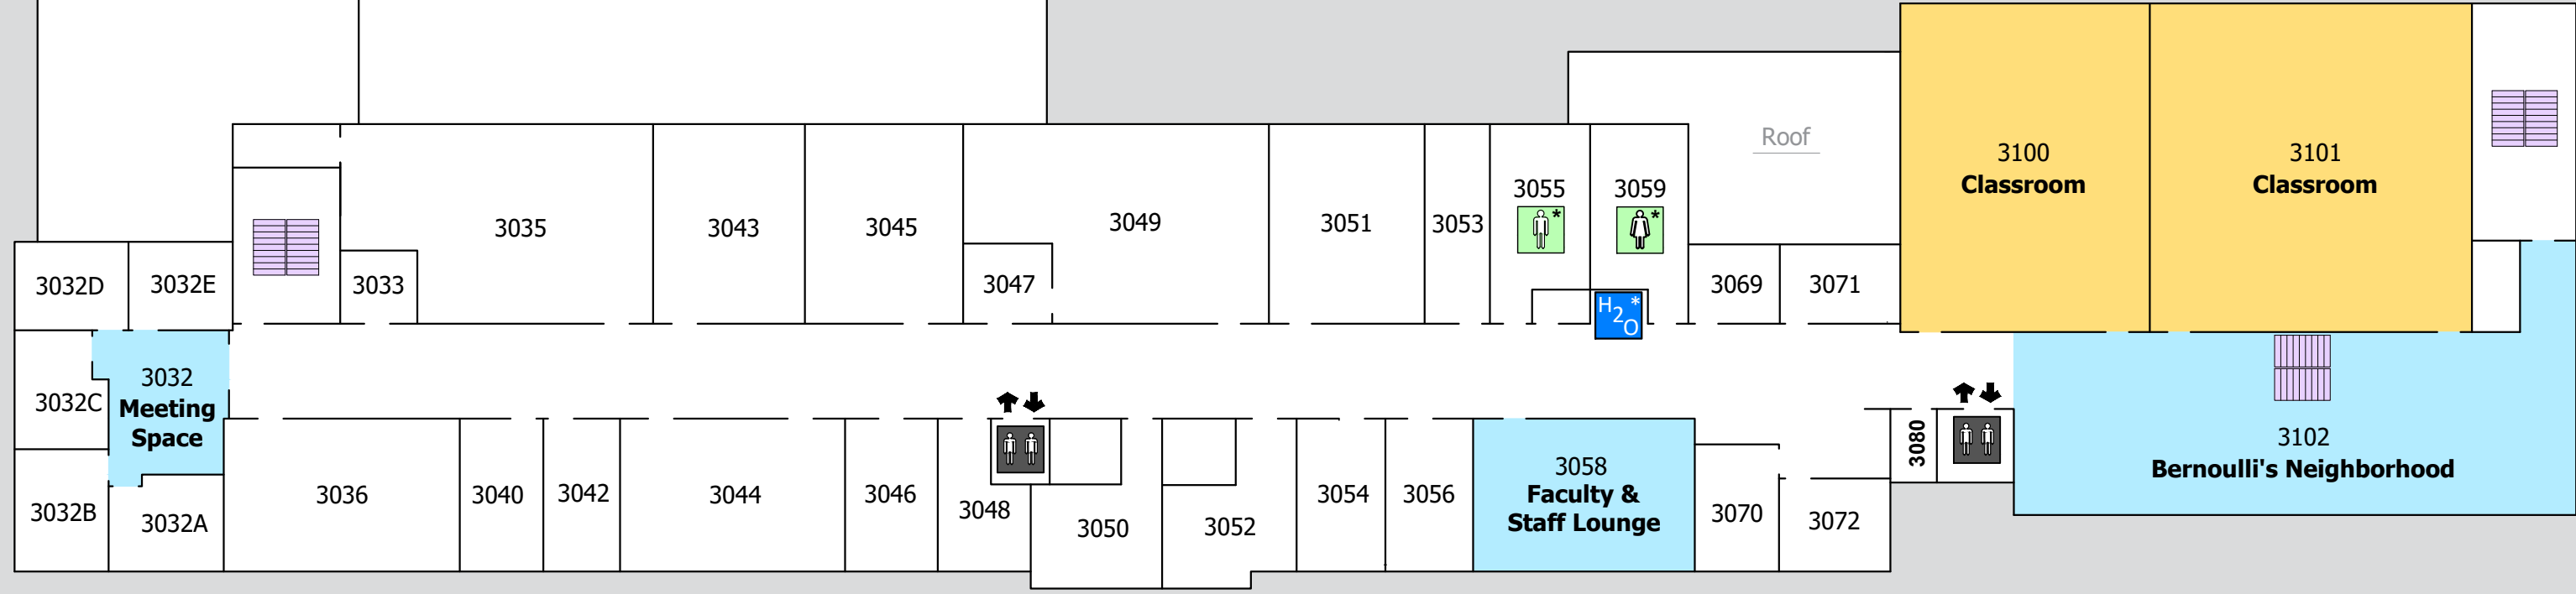 Roof
3100
Classroom
3101
Classroom
3055
*
3059
*
3035
3043
3045
3049
3051
3053
3032D
3032E
3033
3047
3069
3071
H2O *
3032
Meeting
Space
3032C
3032B
3032A
3036
3040
3042
3044
3046
3048
3050
3052
3054
3056
3058
Faculty &
Staff Lounge
3070
3072
3080
3102
Bernoulli's Neighborhood